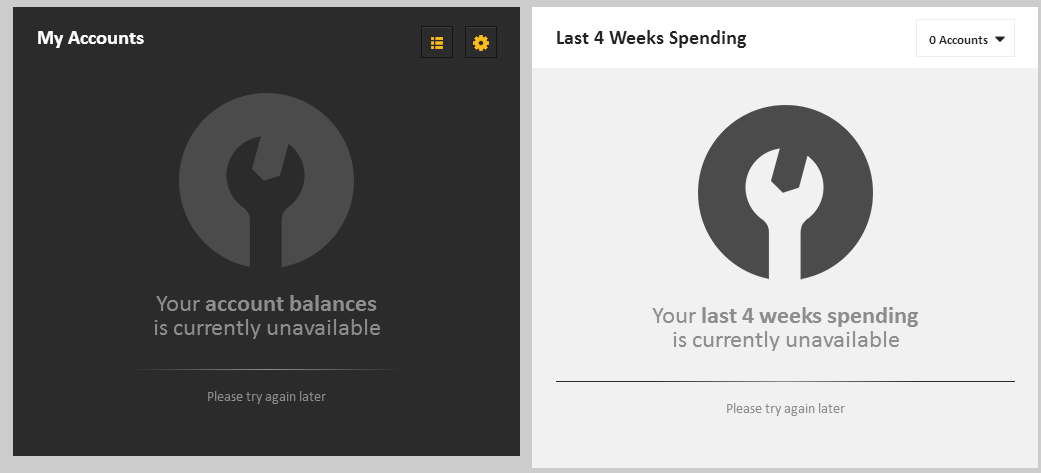 My Accounts
Your account balances
is currently unavailable
Please try again later
Last 4 Weeks Spending
0 Accounts
Your last 4 weeks spending
is currently unavailable
Please try again later